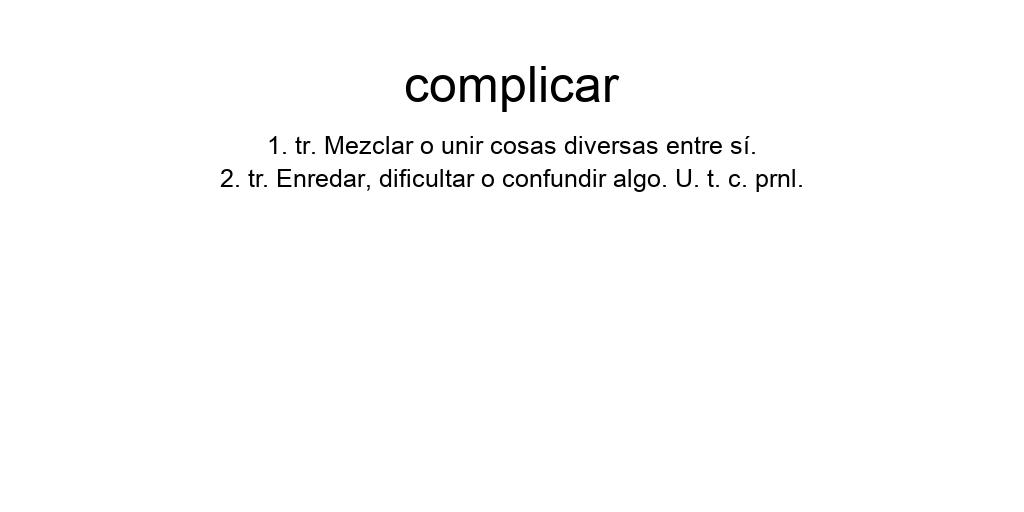 complicar
1. tr. Mezclar o unir cosas diversas entre sí.
2. tr. Enredar, dificultar o confundir algo. U. t. c. prnl.